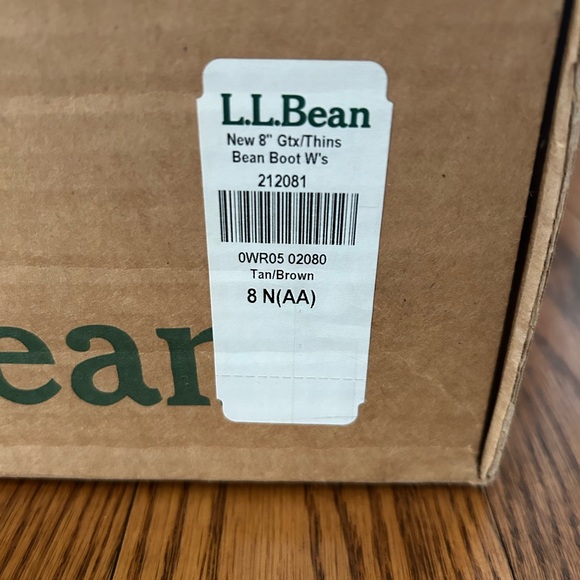 L.L.Bean
New 8" Gtx/Thins
Bean Boot W's
212081
0WR05 02080
Tan/Brown
8 N(AA)
ean